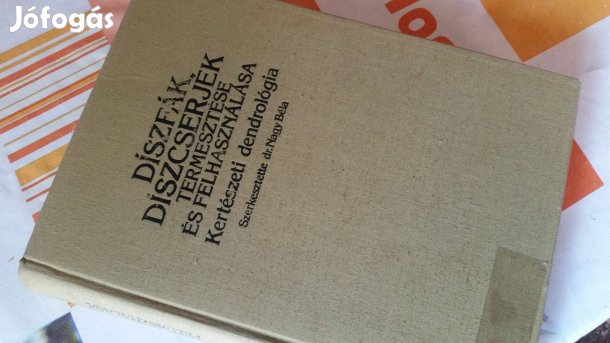 Jófogás
DÍSZFÁK,
DÍSZCSERJÉK
TERMESZTÉSE
ÉS FELHASZNÁLÁSA
Kertészeti dendrológia
Szerkesztette dr. Nagy Béla